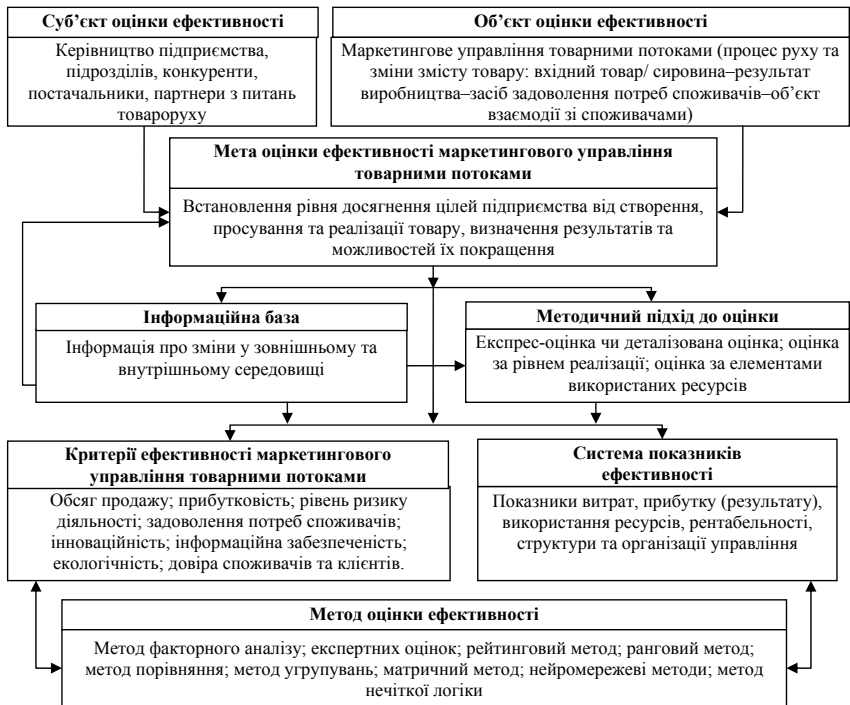 Суб’єкт оцінки ефективності
Керівництво підприємства,
підрозділів, конкуренти,
постачальники, партнери з питань
товароруху
Об’єкт оцінки ефективності
Маркетингове управління товарними потоками (процес руху та
зміни змісту товару: вхідний товар/ сировина–результат
виробництва–засіб задоволення потреб споживачів–об’єкт
взаємодії зі споживачами)
Мета оцінки ефективності маркетингового управління
товарними потоками
Встановлення рівня досягнення цілей підприємства від створення,
просування та реалізації товару, визначення результатів та
можливостей їх покращення
Інформаційна база
Інформація про зміни у зовнішньому та
внутрішньому середовищі
Методичний підхід до оцінки
Експрес-оцінка чи деталізована оцінка; оцінка
за рівнем реалізації; оцінка за елементами
використаних ресурсів
Критерії ефективності маркетингового
управління товарними потоками
Обсяг продажу; прибутковість; рівень ризику
діяльності; задоволення потреб споживачів;
інноваційність; інформаційна забезпеченість;
екологічність; довіра споживачів та клієнтів.
Система показників
ефективності
Показники витрат, прибутку (результату),
використання ресурсів, рентабельності,
структури та організації управління
Метод оцінки ефективності
Метод факторного аналізу; експертних оцінок; рейтинговий метод; ранговий метод;
метод порівняння; метод угрупувань; матричний метод; нейромережеві методи; метод
нечіткої логіки